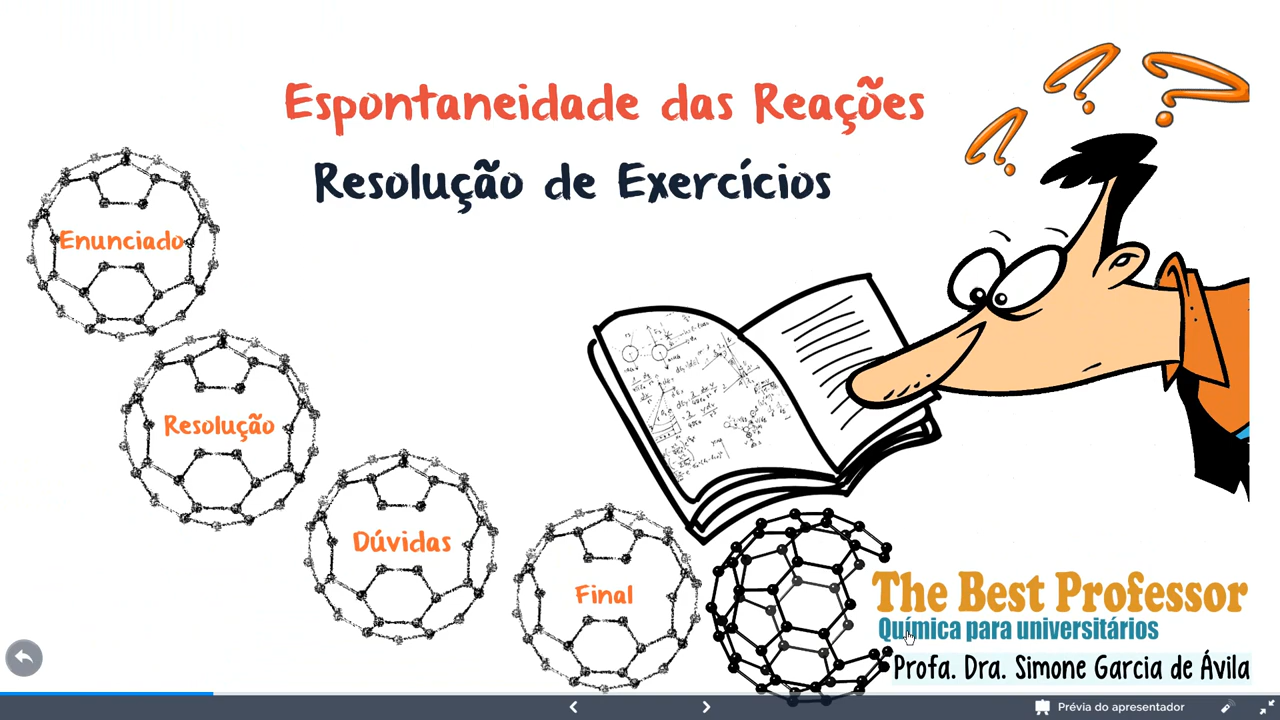 Espontaneidade das Reações
Resolução de Exercícios
Enunciado
Resolução
Dúvidas
Final
The Best Professor
Química para universitários
Profa. Dra. Simone Garcia de Ávila
Prévia do apresentador